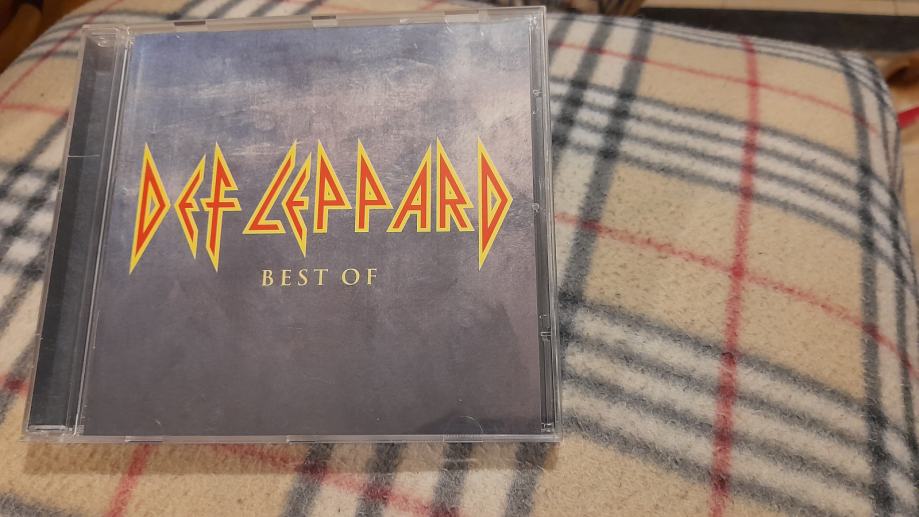 DEF LEPPARD
BEST OF